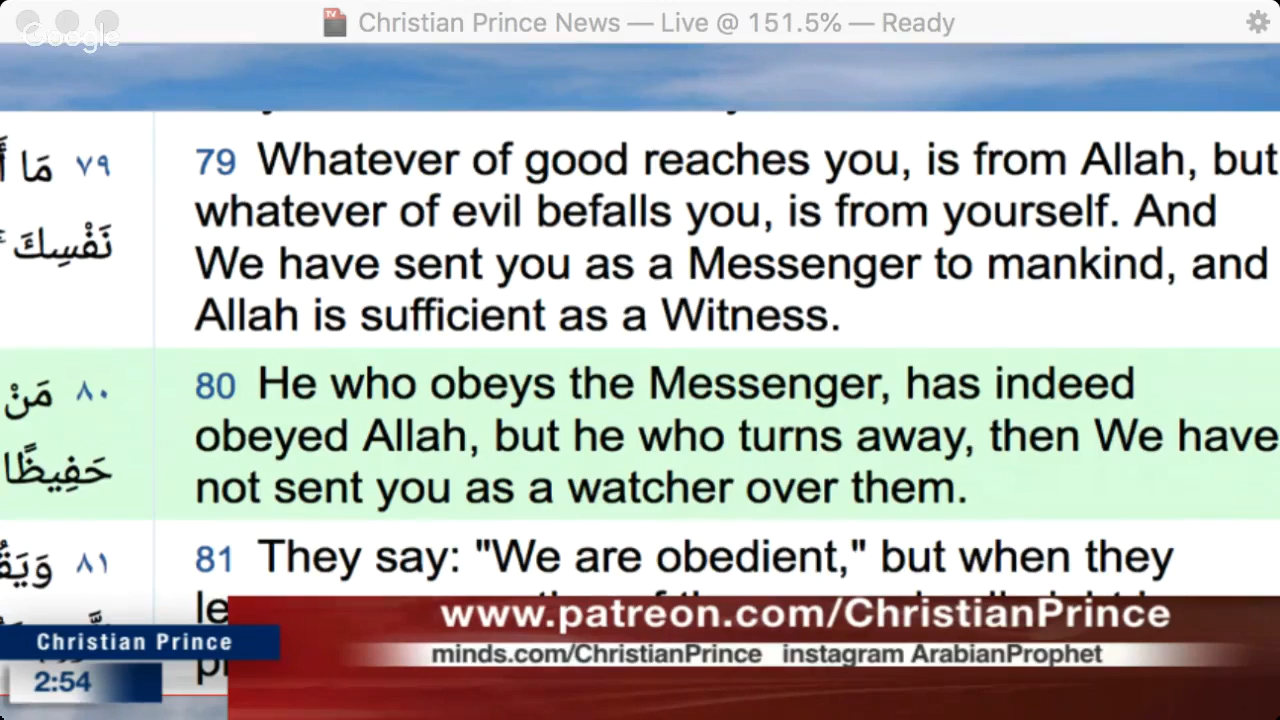 Christian Prince News — Live @ 151.5% — Ready
Google
79 Whatever of good reaches you, is from Allah, but
whatever of evil befalls you, is from yourself. And
We have sent you as a Messenger to mankind, and
Allah is sufficient as a Witness.
٧٩ مَا
نَفْسِكَ
80 He who obeys the Messenger, has indeed
obeyed Allah, but he who turns away, then We have
not sent you as a watcher over them.
٨٠ مَنْ
حَفِيظًا
81 They say: "We are obedient," but when they
٨١
www.patreon.com/ChristianPrince
Christian Prince
minds.com/ChristianPrince instagram ArabianProphet
2:54